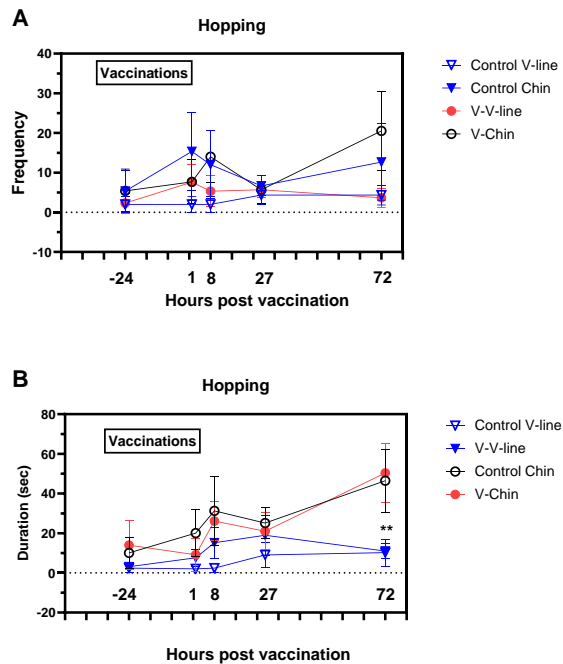 A
Hopping
Vaccinations
Frequency
40
30
20
10
0
-10
-24 1 8 27 72
Hours post vaccination
Control V-line
Control Chin
V-V-line
V-Chin
B
Hopping
Vaccinations
Duration (sec)
80
60
40
20
0
-20
**
-24 1 8 27 72
Hours post vaccination
Control V-line
V-V-line
Control Chin
V-Chin